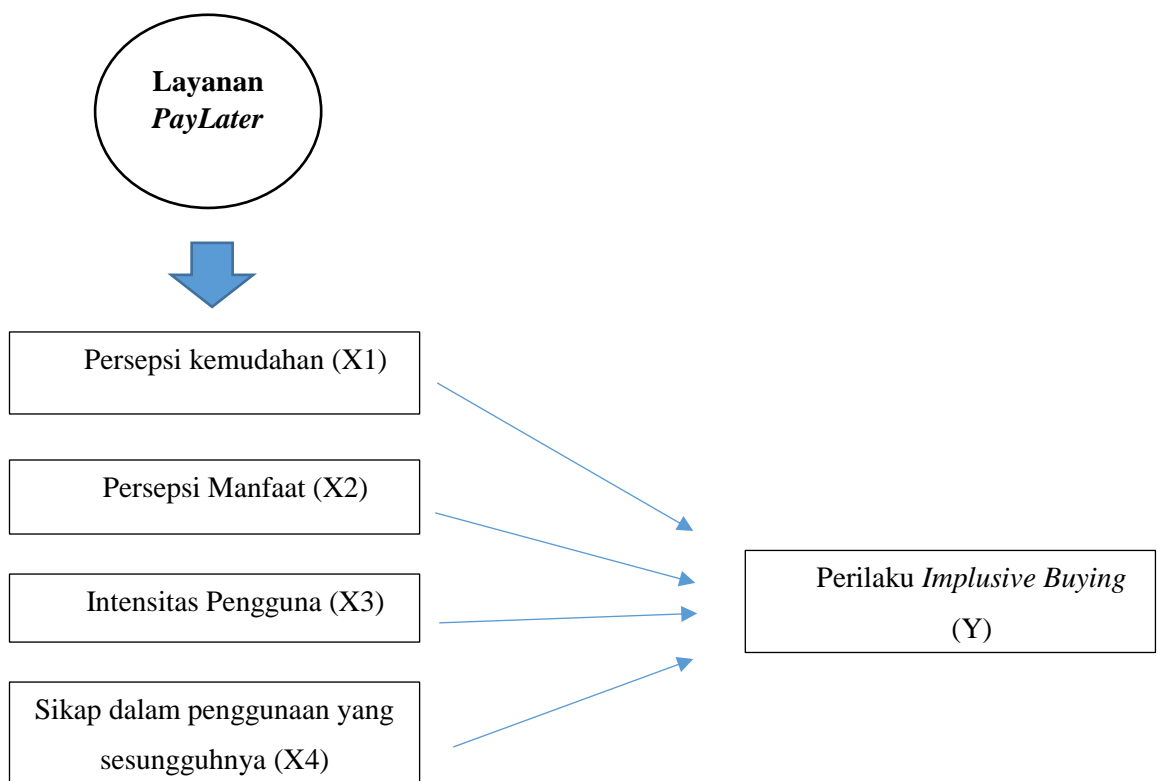 Layanan
PayLater
Persepsi kemudahan (X1)
Persepsi Manfaat (X2)
Intensitas Pengguna (X3)
Sikap dalam penggunaan yang
sesungguhnya (X4)
Perilaku Implusive Buying
(Y)